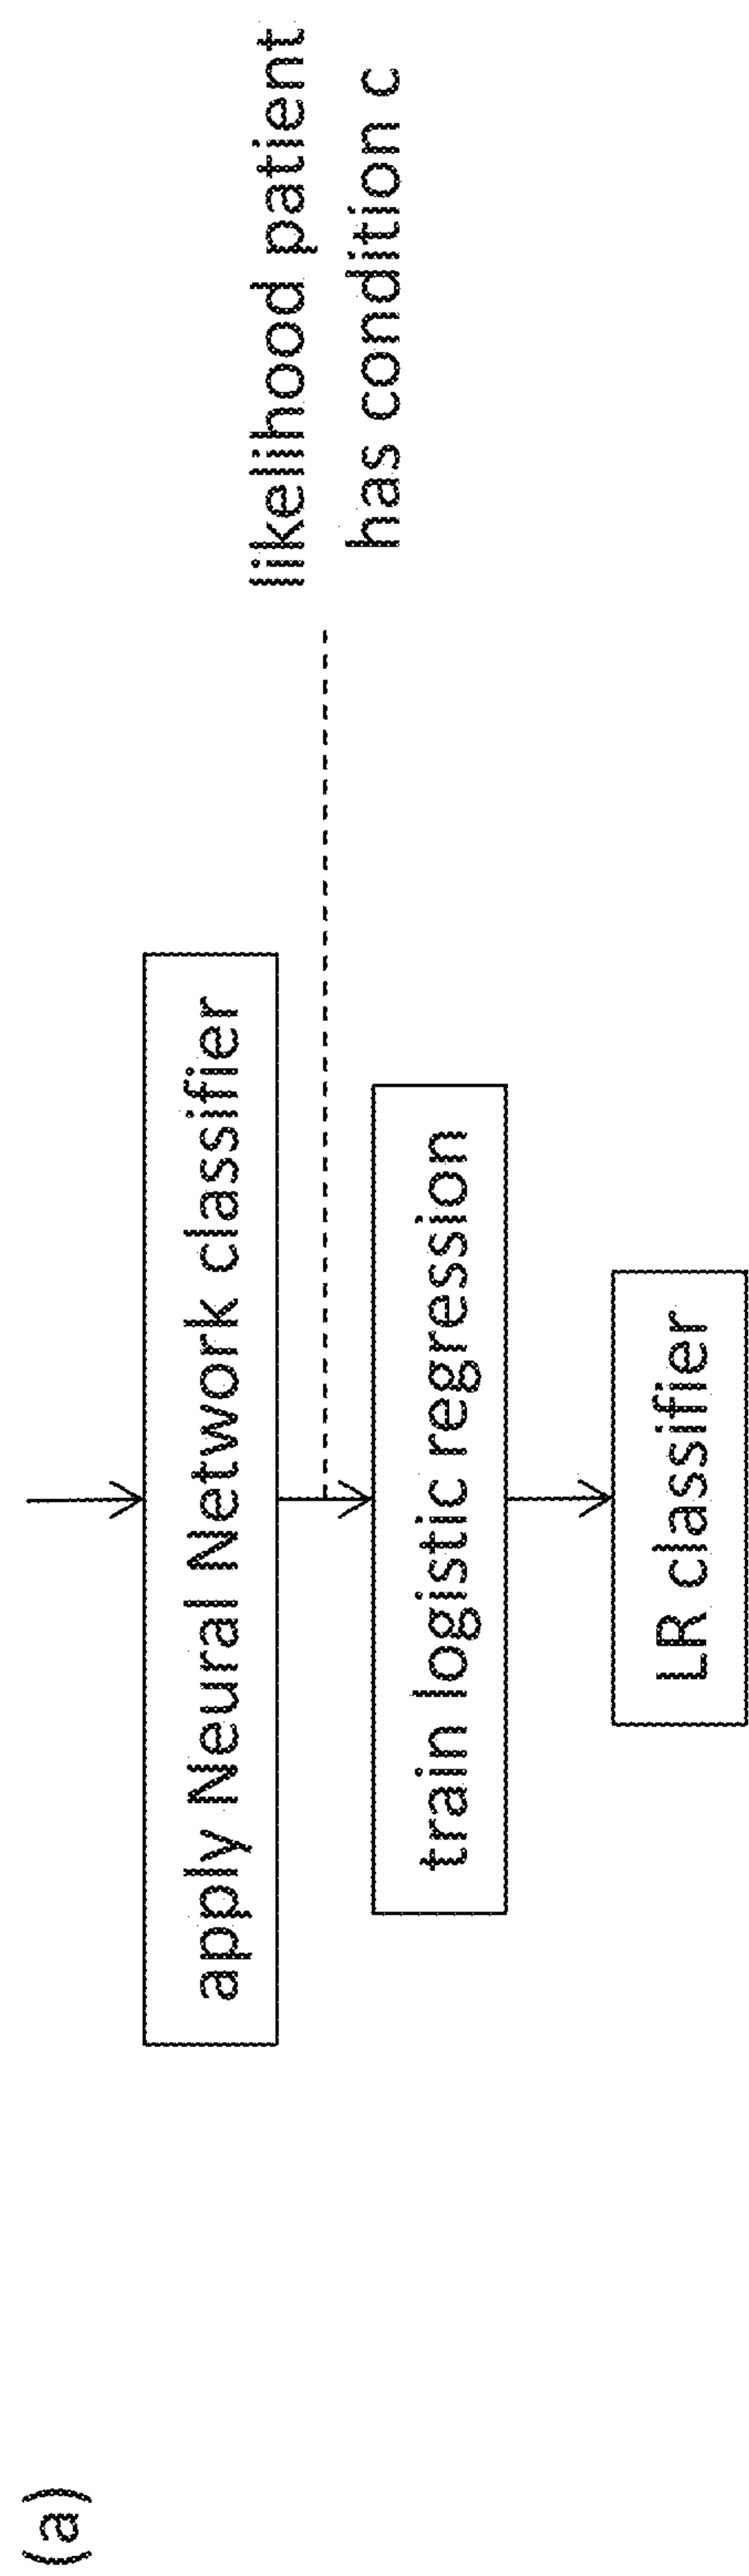 (a)
apply Neural Network classifier
likelihood patient
has condition c
train logistic regression
LR classifier